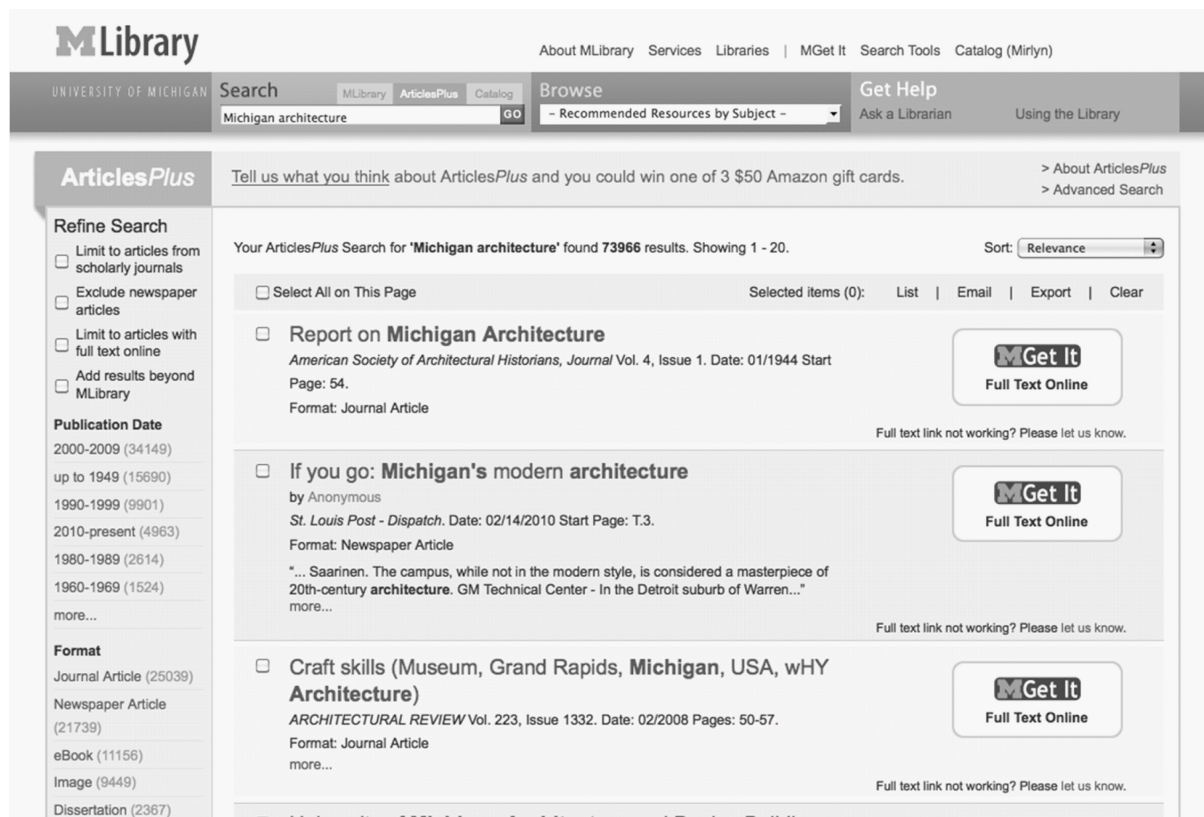 MLibrary
About MLibrary Services Libraries | MGet It Search Tools Catalog (Mirlyn)
UNIVERSITY OF MICHIGAN
Search MLibrary ArticlesPlus Catalog
Michigan architecture GO
Browse
- Recommended Resources by Subject -
Get Help
Ask a Librarian Using the Library
ArticlesPlus
Tell us what you think about ArticlesPlus and you could win one of 3 $50 Amazon gift cards.
> About ArticlesPlus
> Advanced Search
Refine Search
Limit to articles from
scholarly journals
Exclude newspaper
articles
Limit to articles with
full text online
Add results beyond
MLibrary
Publication Date
2000-2009 (34149)
up to 1949 (15690)
1990-1999 (9901)
2010-present (4963)
1980-1989 (2614)
1960-1969 (1524)
more...
Format
Journal Article (25039)
Newspaper Article
(21739)
eBook (11156)
Image (9449)
Dissertation (2367)
Your ArticlesPlus Search for 'Michigan architecture' found 73966 results. Showing 1 - 20.
Sort: Relevance
Select All on This Page
Selected items (0): List | Email | Export | Clear
Report on Michigan Architecture
American Society of Architectural Historians, Journal Vol. 4, Issue 1. Date: 01/1944 Start
Page: 54.
Format: Journal Article
MGet It
Full Text Online
Full text link not working? Please let us know.
If you go: Michigan's modern architecture
by Anonymous
St. Louis Post - Dispatch. Date: 02/14/2010 Start Page: T.3.
Format: Newspaper Article
"... Saarinen. The campus, while not in the modern style, is considered a masterpiece of
20th-century architecture. GM Technical Center - In the Detroit suburb of Warren..."
more...
MGet It
Full Text Online
Full text link not working? Please let us know.
Craft skills (Museum, Grand Rapids, Michigan, USA, wHY
Architecture)
ARCHITECTURAL REVIEW Vol. 223, Issue 1332. Date: 02/2008 Pages: 50-57.
Format: Journal Article
more...
MGet It
Full Text Online
Full text link not working? Please let us know.